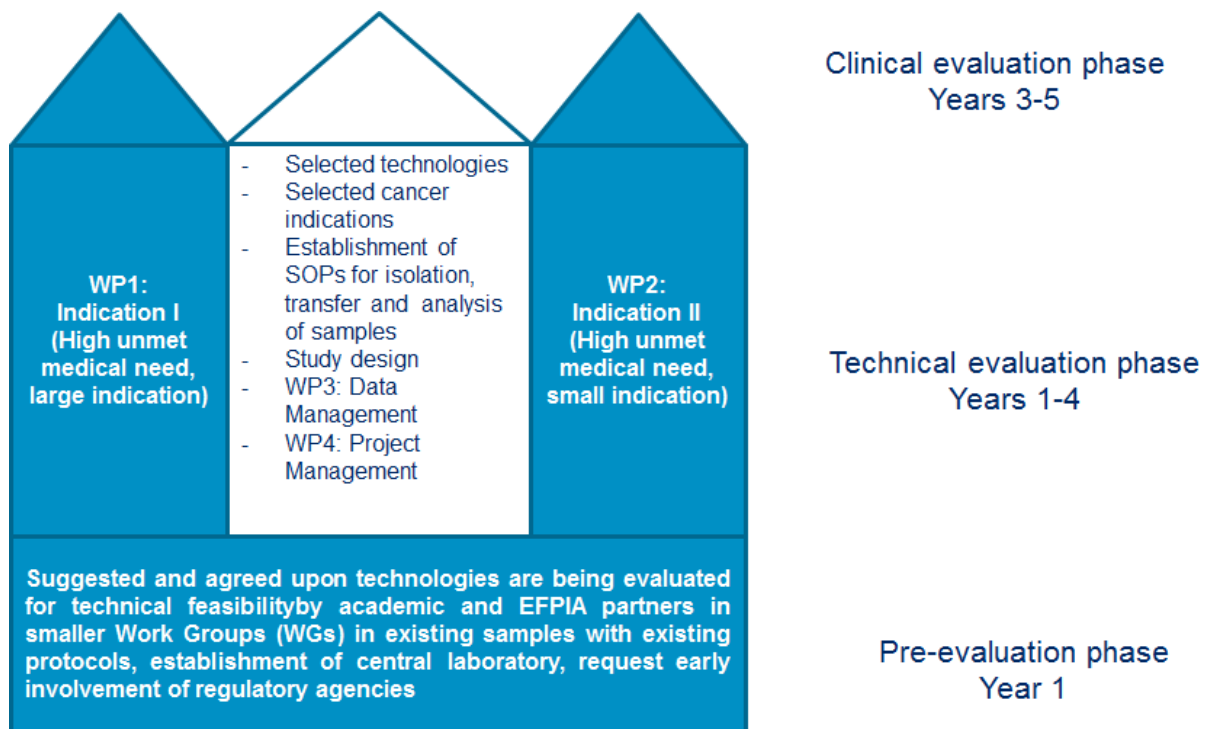 Clinical evaluation phase
Years 3-5
WP1:
Indication I
(High unmet
medical need,
large indication)
- Selected technologies
- Selected cancer
indications
- Establishment of
SOPs for isolation,
transfer and analysis
of samples
- Study design
- WP3: Data
Management
- WP4: Project
Management
WP2:
Indication II
(High unmet
medical need,
small indication)
Technical evaluation phase
Years 1-4
Suggested and agreed upon technologies are being evaluated
for technical feasibilityby academic and EFPIA partners in
smaller Work Groups (WGs) in existing samples with existing
protocols, establishment of central laboratory, request early
involvement of regulatory agencies
Pre-evaluation phase
Year 1